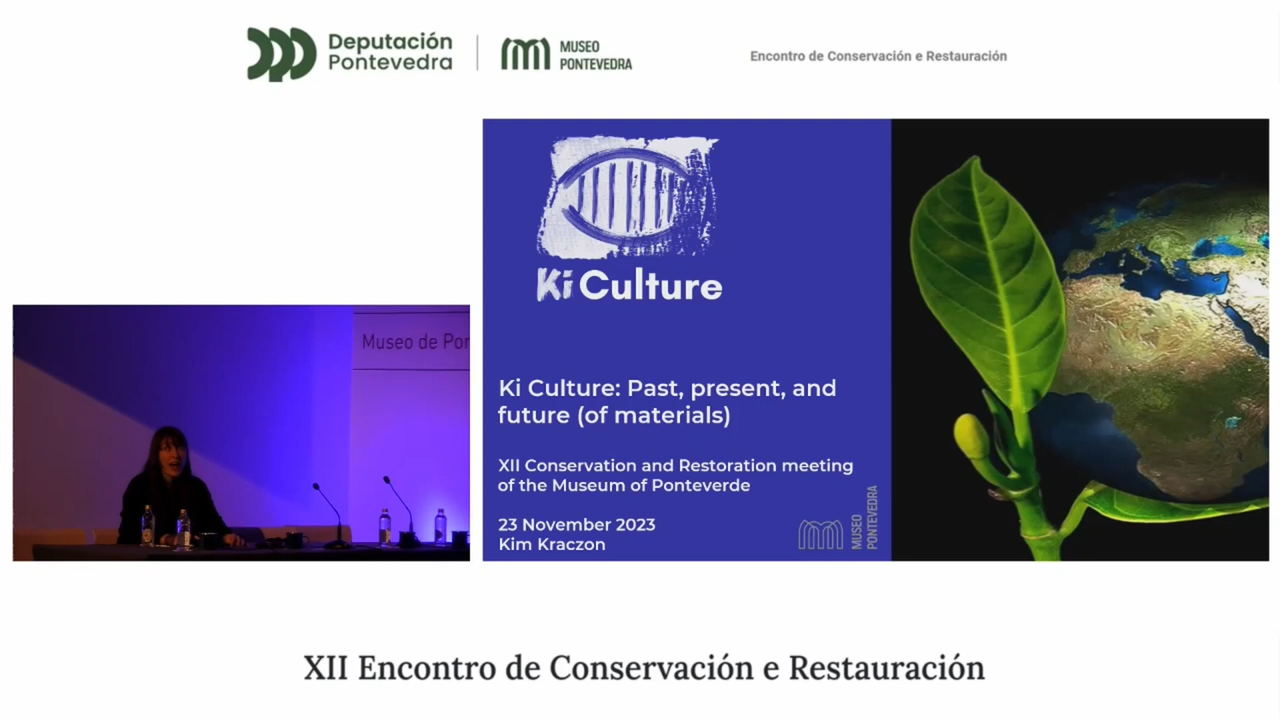 Deputación
Pontevedra
MUSEO
PONTEVEDRA
Encontro de Conservación e Restauración
Ki Culture
Museo de Pon
Ki Culture: Past, present, and
future (of materials)
XII Conservation and Restoration meeting
of the Museum of Ponteverde
23 November 2023
Kim Kraczon
MUSEO
PONTEVEDRA
XII Encontro de Conservación e Restauración